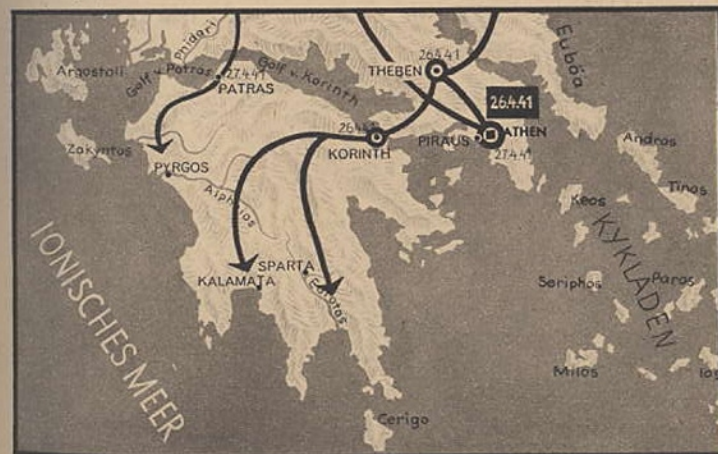 Argostoli
Zakyntos
Golf v. Patras
27.4.41
PATRAS
Golf v. Korinth
THEBEN
26.4.41
Euböa
26.4.41
ATHEN
PIRAUS
27.4.41
26.4.41
KORINTH
PYRGOS
Alpheios
SPARTA
KALAMATA
Eurotas
Cerigo
Andros
Tinos
Keos
KYKLADEN
Seriphos
Paros
Milos
IONISCHES MEER